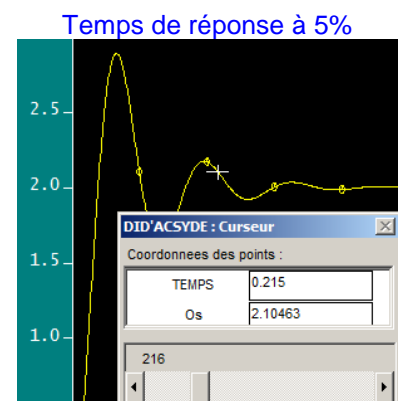 Temps de réponse à 5%
2.5
2.0
1.5
1.0
DID'ACSYDE : Curseur
Coordonnees des points :
TEMPS 0.215
Os 2.10463
216